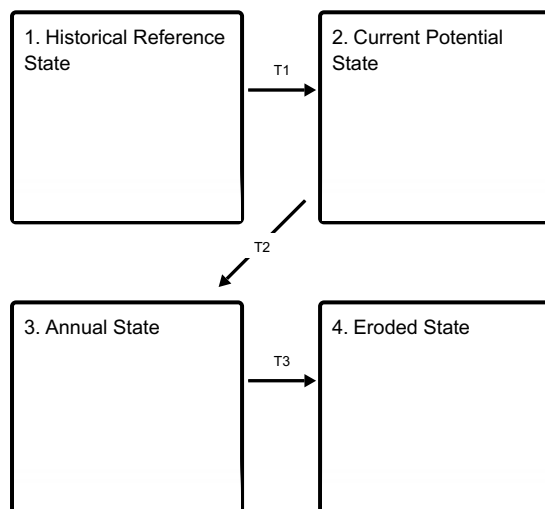 1. Historical Reference
State
T1
2. Current Potential
State
T2
3. Annual State
T3
4. Eroded State